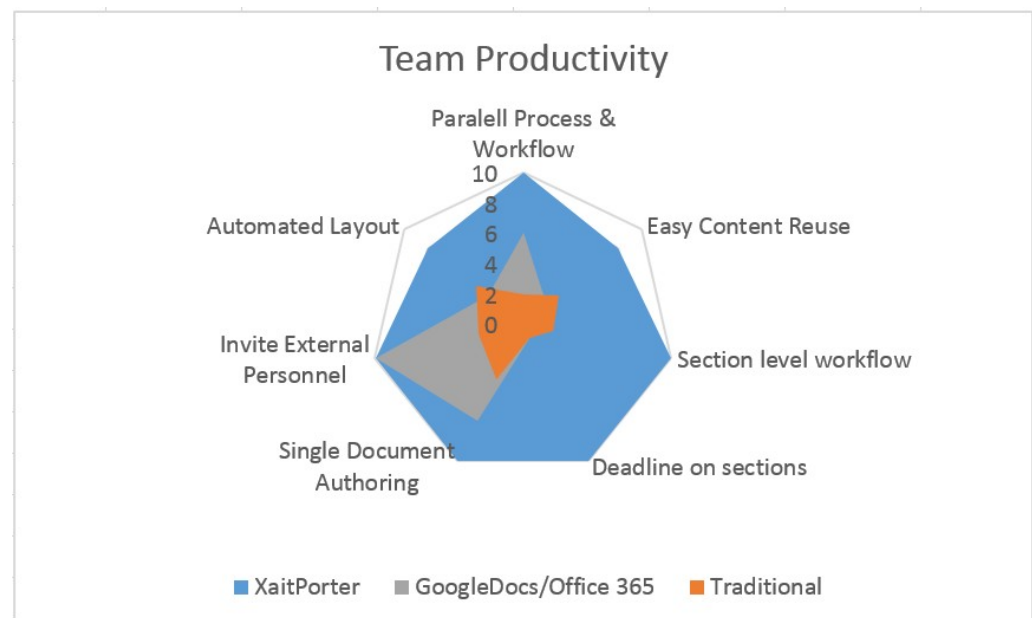 Team Productivity
Paralell Process &
Workflow
10
8
6
4
2
0
Automated Layout
Easy Content Reuse
Invite External
Personnel
Section level workflow
Single Document
Authoring
Deadline on sections
XaitPorter
GoogleDocs/Office 365
Traditional